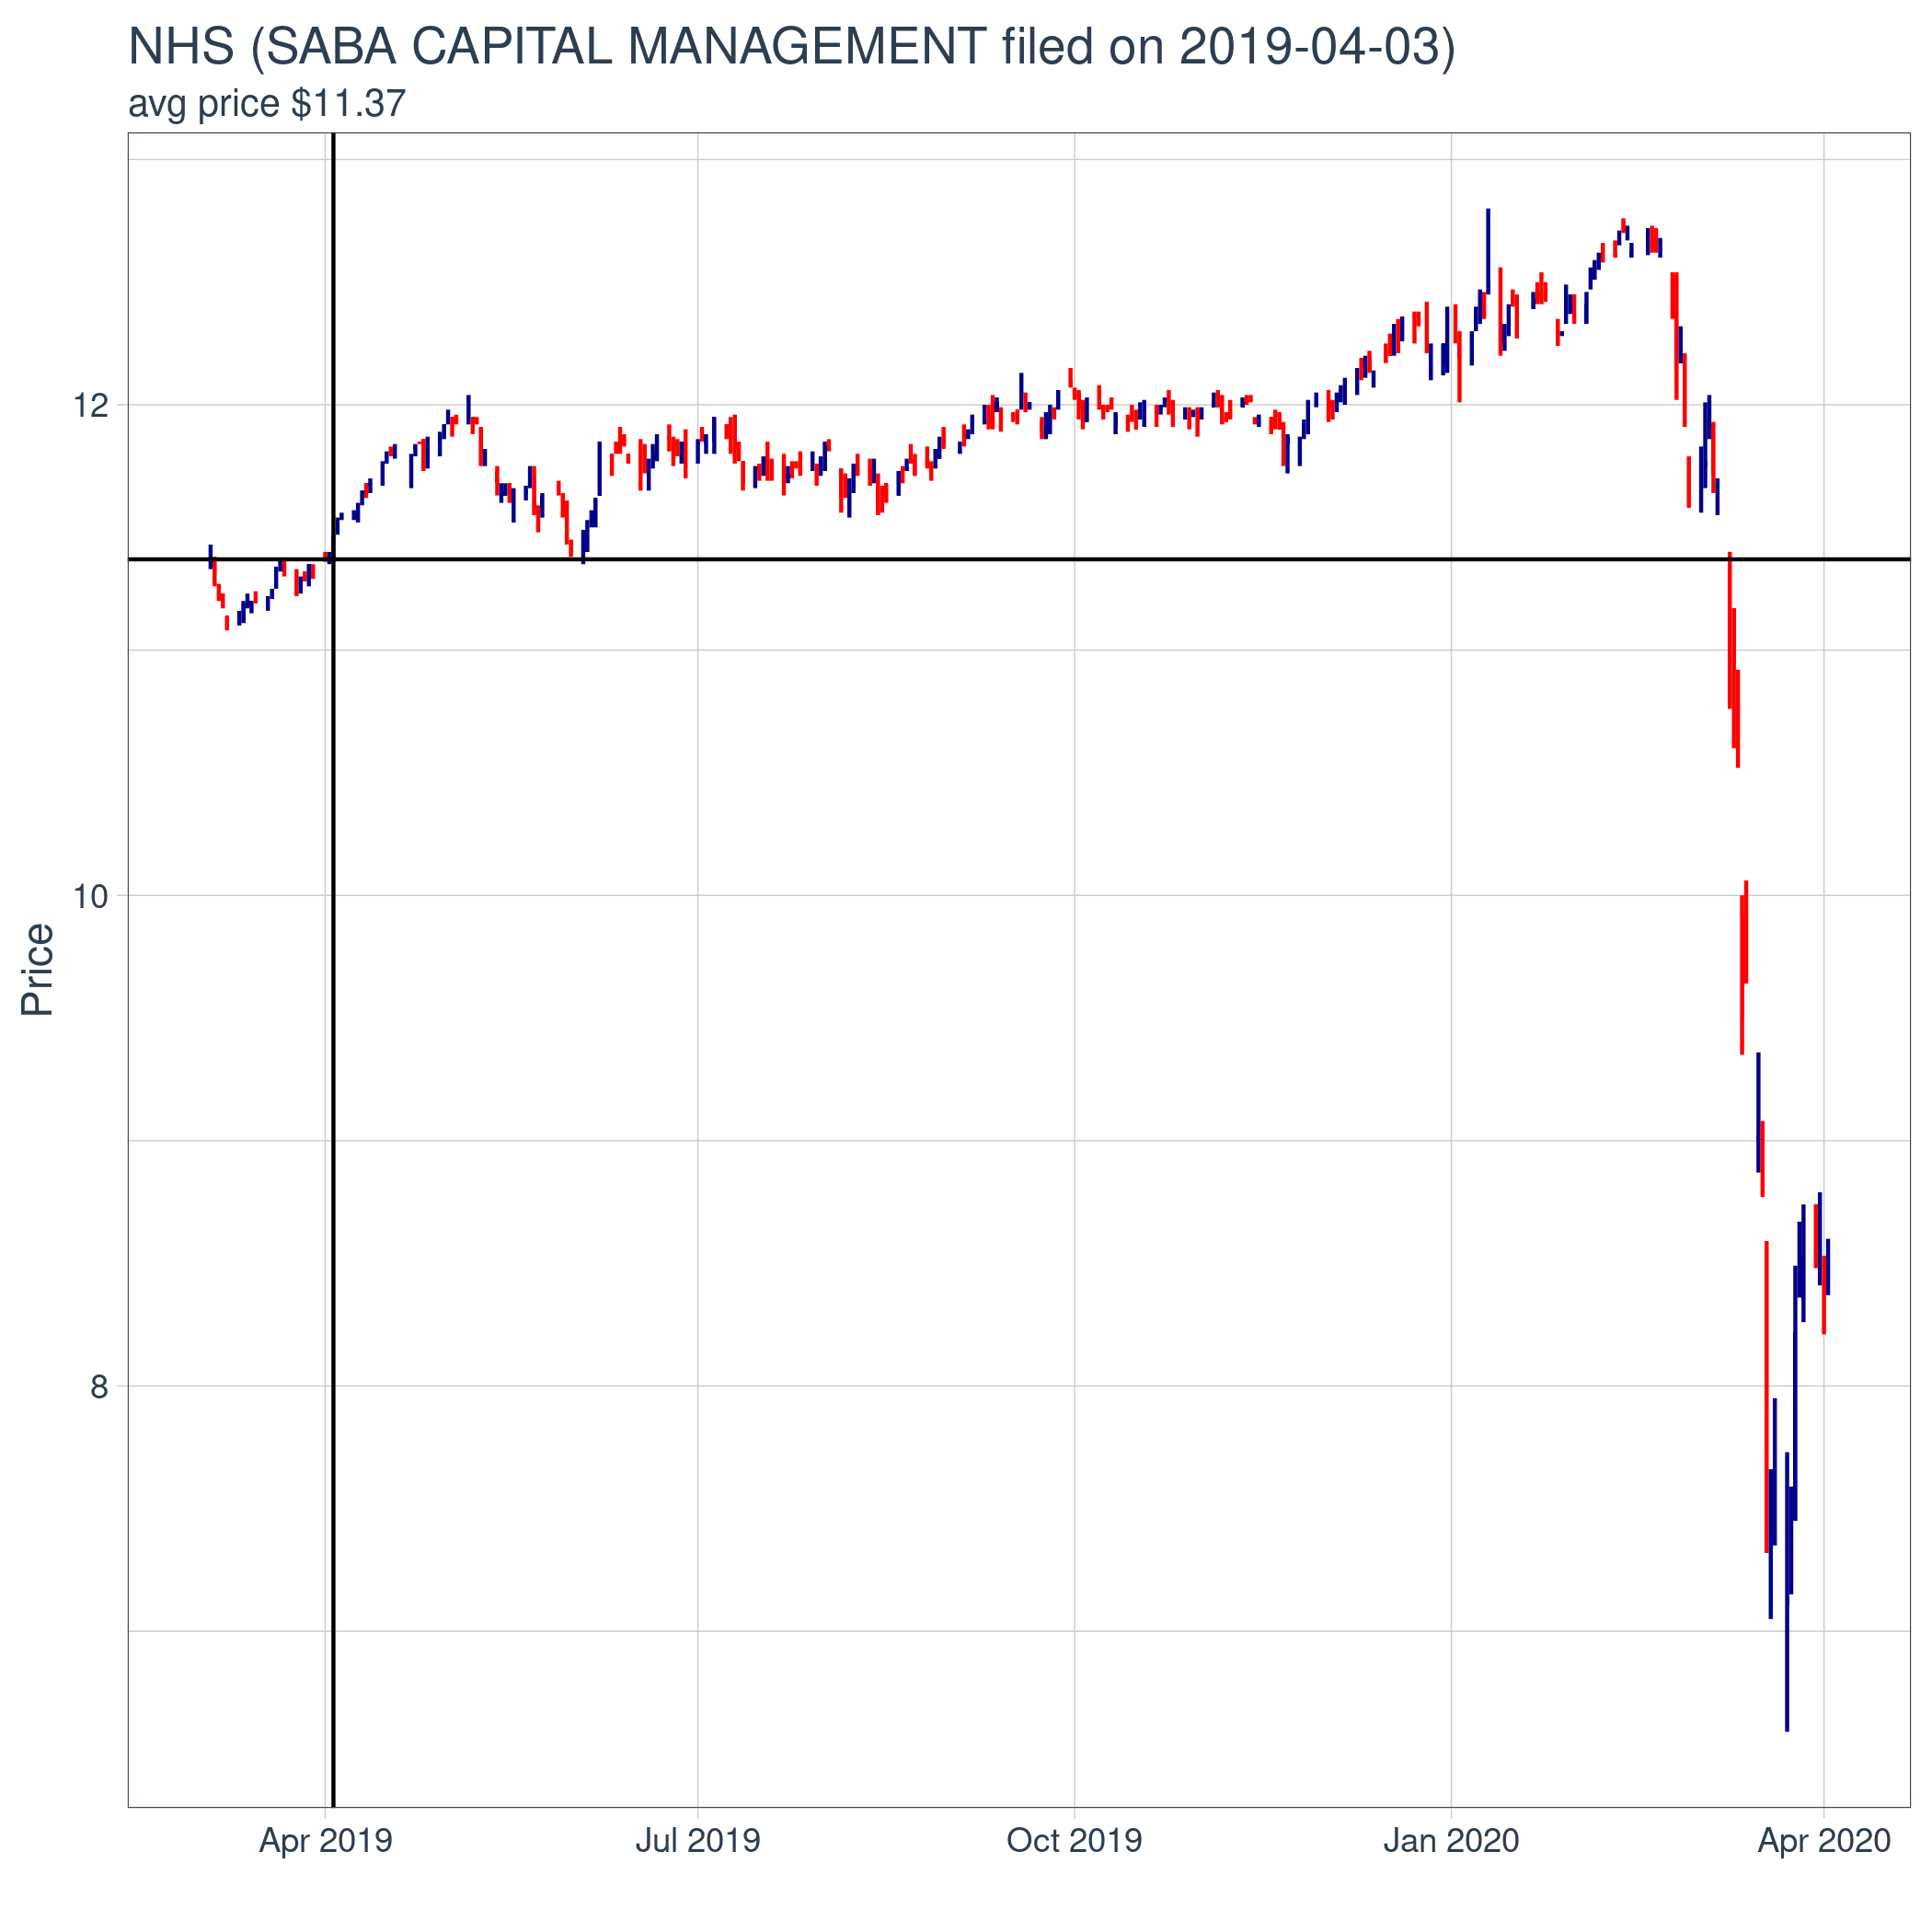 NHS (SABA CAPITAL MANAGEMENT filed on 2019-04-03)
avg price $11.37
12
10
8
Price
Apr 2019
Jul 2019
Oct 2019
Jan 2020
Apr 2020